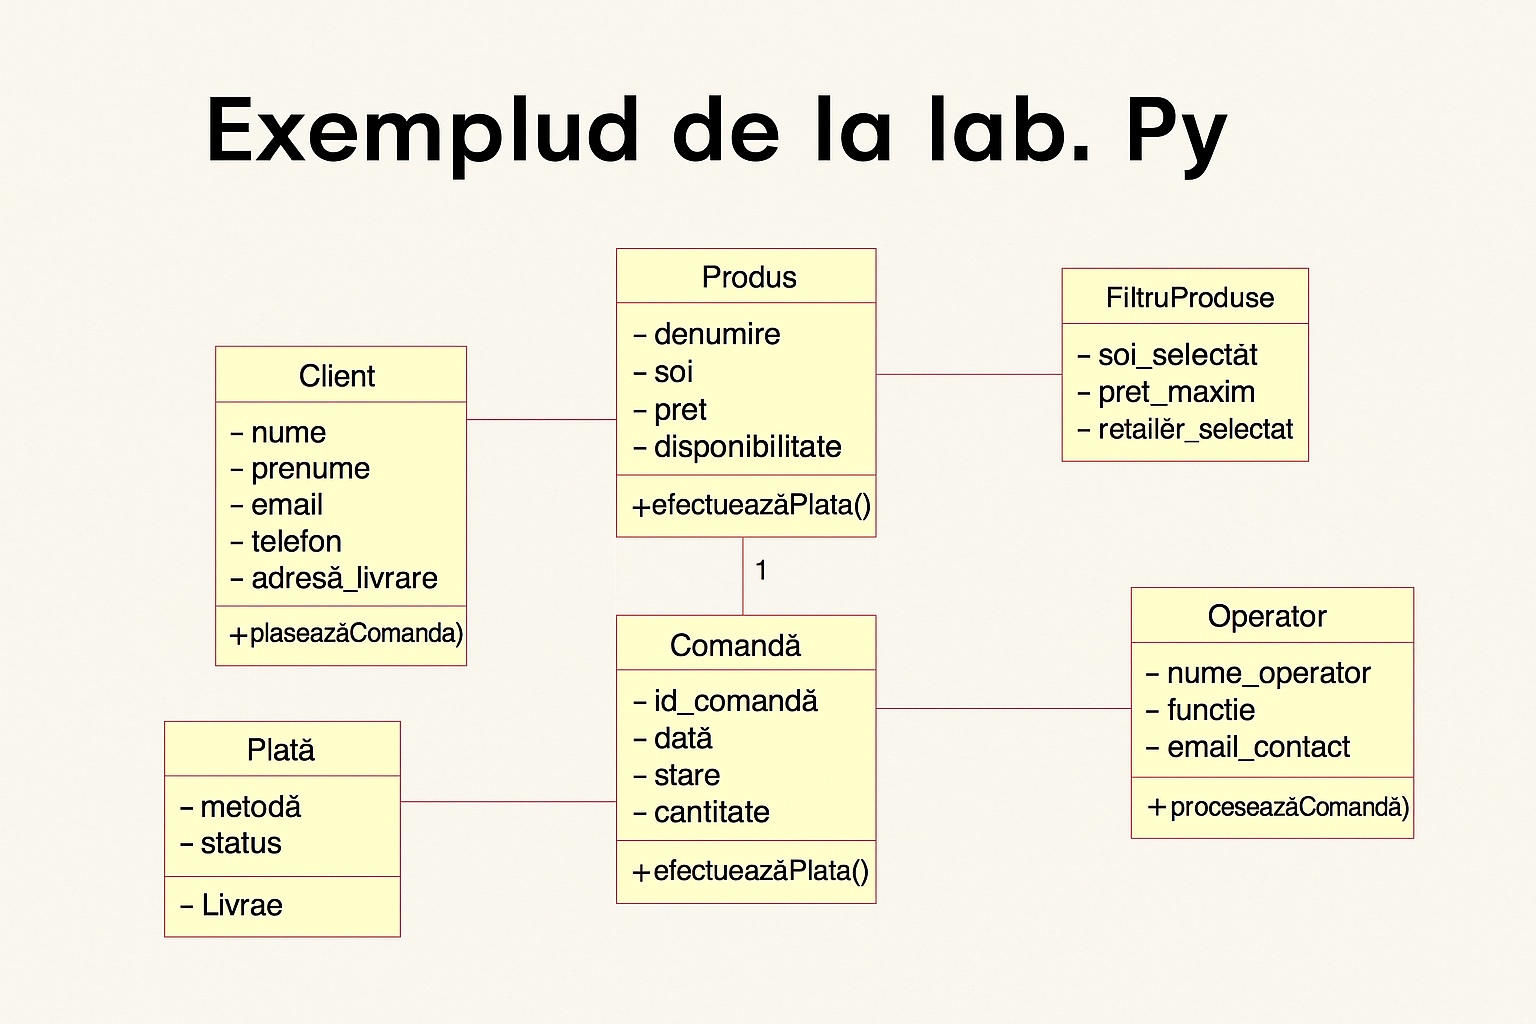 Exemplud de la lab. Py
Produs
– denumire
– soi
– pret
– disponibilitate
+efectueazăPlata()
FiltruProduse
– soi_selectăt
– pret_maxim
– retailĕr_selectat
Client
– nume
– prenume
– email
– telefon
– adresă_livrare
+plaseazăComanda)
1
Comandă
– id_comandă
– dată
– stare
– cantitate
+efectueazăPlata()
Operator
– nume_operator
– functie
– email_contact
+proceseazăComandă)
Plată
– metodă
– status
– Livrae